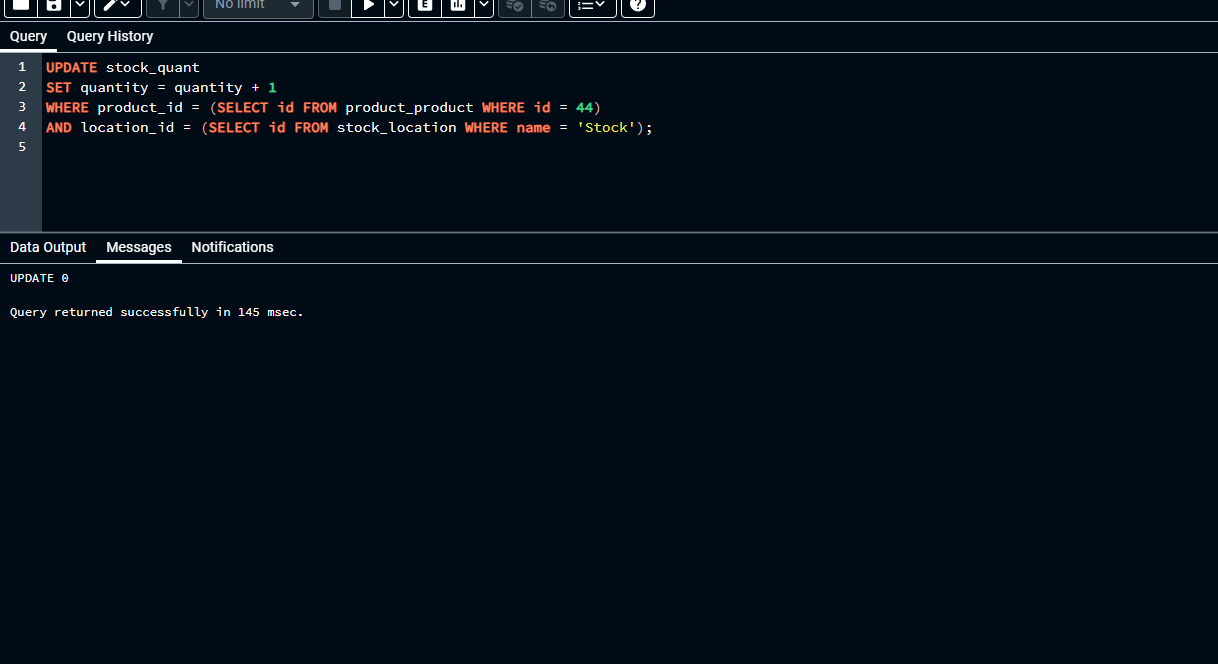 No limit
E
Query Query History
1 UPDATE stock_quant
2 SET quantity = quantity + 1
3 WHERE product_id = (SELECT id FROM product_product WHERE id = 44)
4 AND location_id = (SELECT id FROM stock_location WHERE name = 'Stock');
5
Data Output Messages Notifications
UPDATE 0
Query returned successfully in 145 msec.